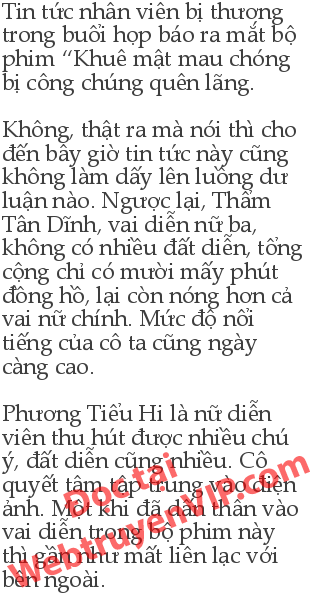 Tin tức nhân viên bị thương
trong buổi họp báo ra mắt bộ
phim “Khuê mật mau chóng
bị công chúng quên lãng.
Không, thật ra mà nói thì cho
đến bây giờ tin tức này cũng
không làm dấy lên luồng dư
luận nào. Ngược lại, Thẩm
Tân Dĩnh, vai diễn nữ ba,
không có nhiều đất diễn, tổng
cộng chỉ có mười mấy phút
đồng hồ, lại còn nóng hơn cả
vai nữ chính. Mức độ nổi
tiếng của cô ta cũng ngày
càng cao.
Phương Tiểu Hi là nữ diễn
viên thu hút được nhiều chú
ý, đất diễn cũng nhiều. Cô
quyết tâm tập trung vào điện
ảnh. Một khi đã dấn thân vào
vai diễn trong bộ phim này
thì gần như mất liên lạc với
bên ngoài.
Đọc tại
WebtruyenVIP.com